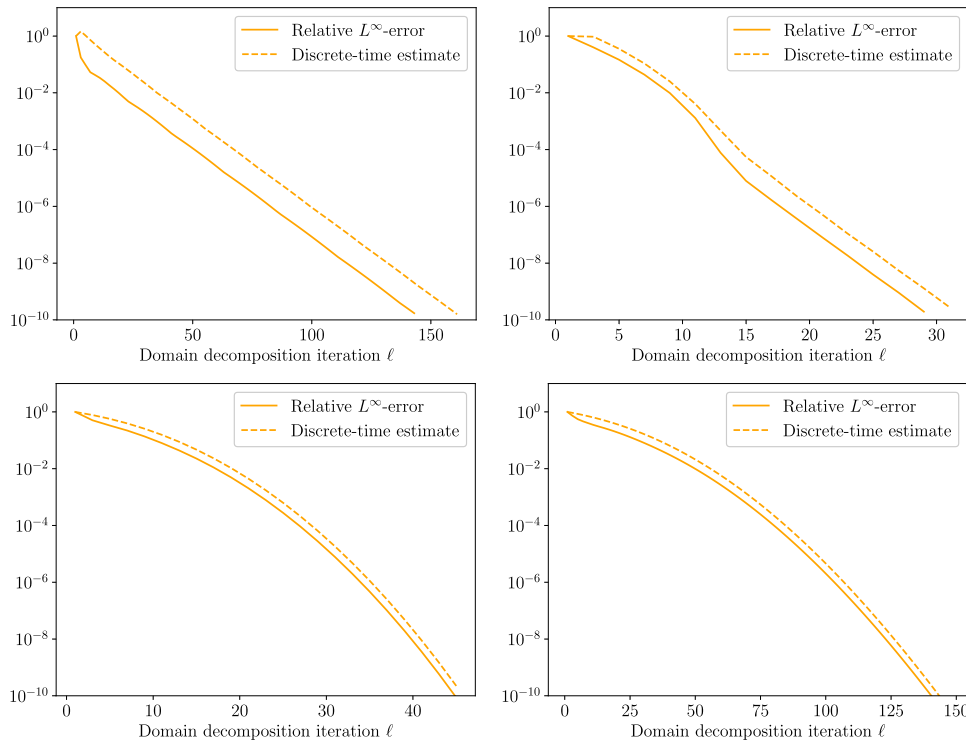 Relative $L^\infty$-error
Discrete-time estimate
10^0
10^{-2}
10^{-4}
10^{-6}
10^{-8}
10^{-10}
0 50 100 150
Domain decomposition iteration ℓ
Relative $L^\infty$-error
Discrete-time estimate
10^0
10^{-2}
10^{-4}
10^{-6}
10^{-8}
10^{-10}
0 5 10 15 20 25 30
Domain decomposition iteration ℓ
Relative $L^\infty$-error
Discrete-time estimate
10^0
10^{-2}
10^{-4}
10^{-6}
10^{-8}
10^{-10}
0 10 20 30 40
Domain decomposition iteration ℓ
Relative $L^\infty$-error
Discrete-time estimate
10^0
10^{-2}
10^{-4}
10^{-6}
10^{-8}
10^{-10}
0 25 50 75 100 125 150
Domain decomposition iteration ℓ